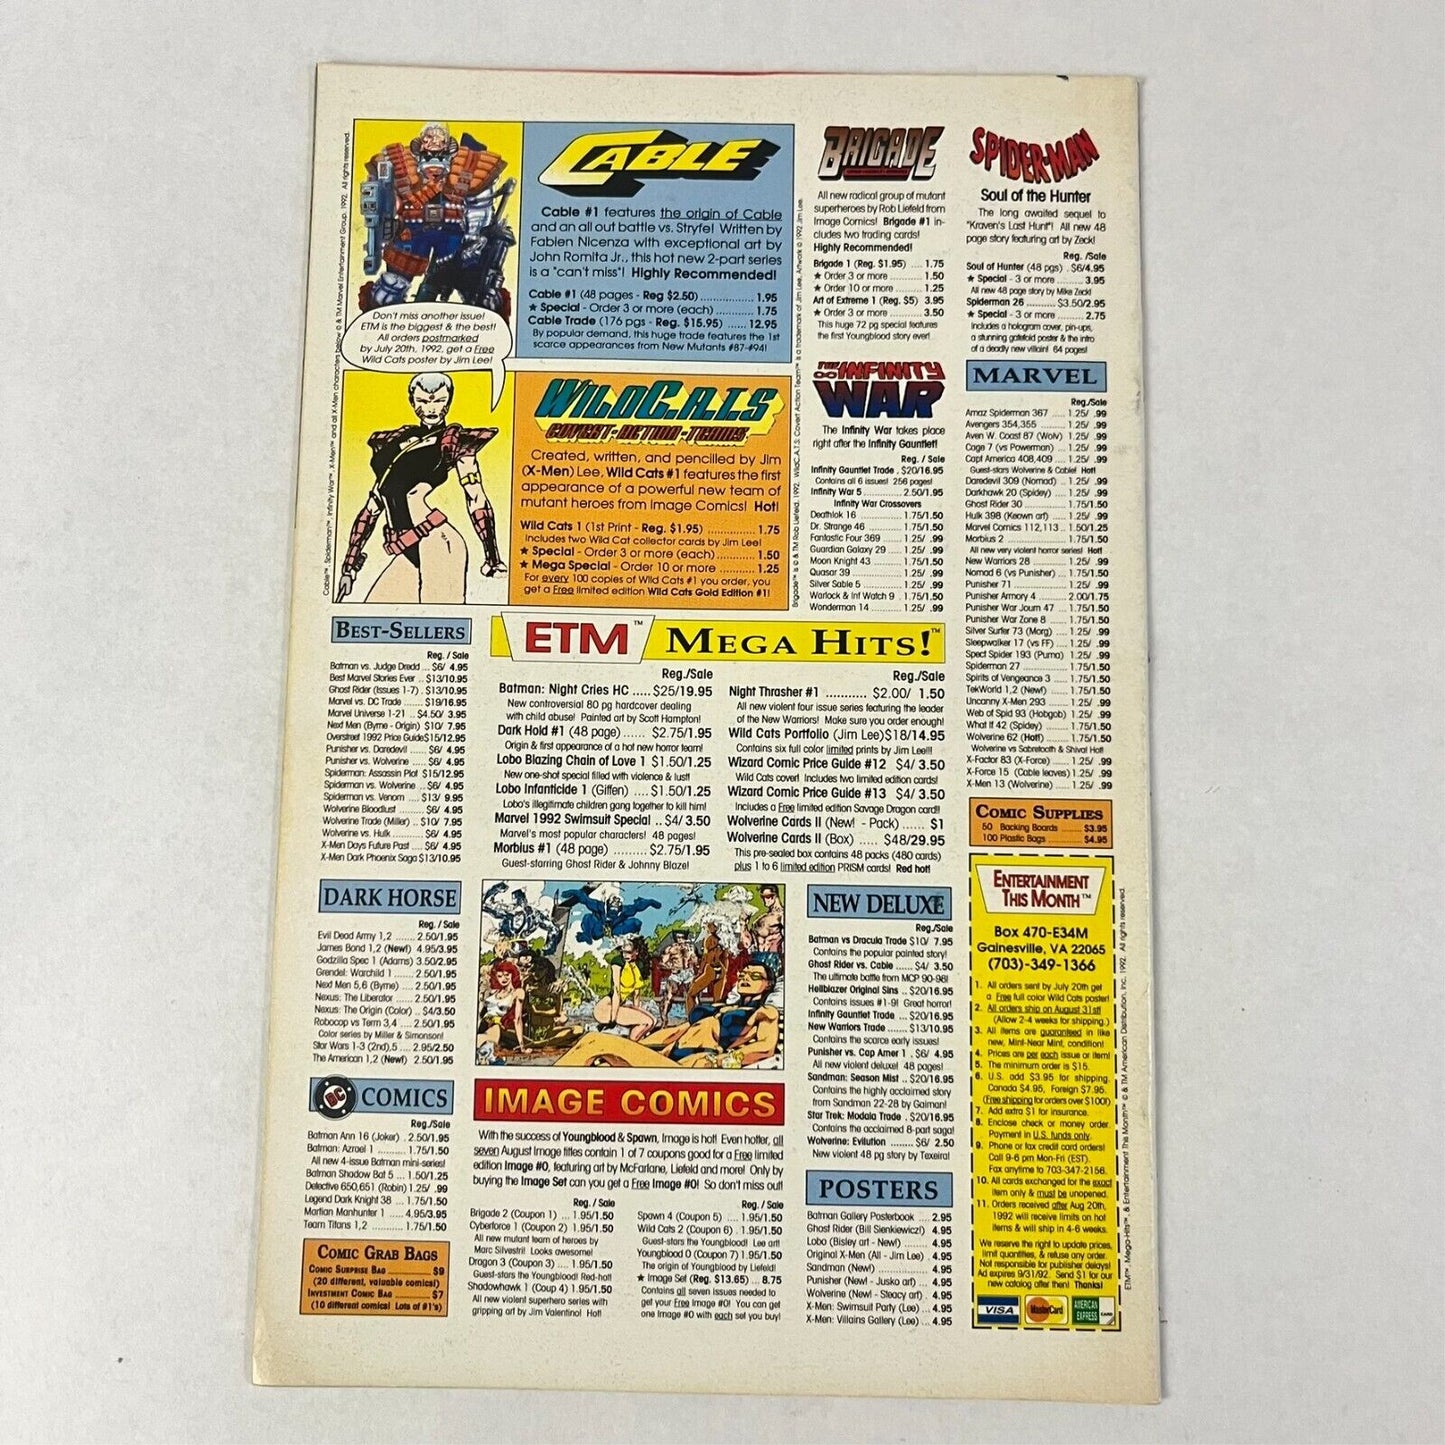 CABLE
Cable #1 features the origin of Cable
and an all out battle vs. Stryfe! Written by
Fabien Nicenza with exceptional art by
John Romita Jr., this hot new 2-part series
is a "can't miss"! Highly Recommended!
Cable #1 (48 pages - Reg $2.50) 1.95
★ Special - Order 3 or more (each) 1.75
Cable Trade (176 pgs - Reg. $15.95) 12.95
By popular demand, this huge trade features the 1st
scarce appearances from New Mutants #87-#94!
Don't miss another issue!
ETM is the biggest & the best!
All orders postmarked
by July 20th, 1992, get a Free
Wild Cats poster by Jim Lee!
WILDC.A.T.S
COVERT-ACTION-TEAMS
Created, written, and pencilled by Jim
(X-Men) Lee, Wild Cats #1 features the first
appearance of a powerful new team of
mutant heroes from Image Comics! Hot!
Wild Cats 1 (1st Print - Reg. $1.95) 1.75
Includes two Wild Cat collector cards by Jim Lee!
★ Special - Order 3 or more (each) 1.50
★ Mega Special - Order 10 or more 1.25
For every 100 copies of Wild Cats #1 you order, you
get a Free limited edition Wild Cats Gold Edition #1!
BRIGADE
All new radical group of mutant
superheroes by Rob Liefeld from
Image Comics! Brigade #1 in-
cludes two trading cards!
Highly Recommended!
Brigade 1 (Reg. $1.95) .... 1.75
★ Order 3 or more 1.50
★ Order 10 or more 1.25
Art of Extreme 1 (Reg. $5) 3.95
★ Order 3 or more 3.50
This huge 72 pg special features
the first Youngblood story ever!
THE INFINITY
WAR
The Infinity War takes place
right after the Infinity Gauntlet!
Reg. / Sale
Infinity Gauntlet Trade . $20/16.95
Contains all 6 issues! 256 pages!
Infinity War 5 2.50/1.95
Infinity War Crossovers
Deathlok 16 1.75/1.50
Dr. Strange 46 1.75/1.50
Fantastic Four 369 1.25/ .99
Guardian Galaxy 29 1.25/ .99
Moon Knight 43 1.75/1.50
Quasar 39 1.25/ .99
Silver Sable 5 1.25/ .99
Warlock & Inf Watch 9 . 1.75/1.50
Wonderman 14 1.25/ .99
SPIDER-MAN
Soul of the Hunter
The long awaited sequel to
"Kraven's Last Hunt"! All new 48
page story featuring art by Zeck!
Reg. /Sale
Soul of Hunter (48 pgs) . $6/4.95
★ Special - 3 or more 3.95
All new 48 page story by Mike Zeck!
Spiderman 26 $3.50/2.95
★ Special - 3 or more 2.75
Includes a hologram cover, pin-ups,
a stunning gatefold poster & the intro
of a deadly new villain! 64 pages!
MARVEL
Reg./Sale
Amaz Spiderman 367 1.25/ .99
Avengers 354,355 1.25/ .99
Aven W. Coast 87 (Wolv) 1.25/ .99
Cage 7 (vs Powerman) 1.25/ .99
Capt America 408,409 1.25/ .99
Guest-stars Wolverine & Cable! Hot!
Daredevil 309 (Nomad) 1.25/ .99
Darkhawk 20 (Spidey) 1.25/ .99
Ghost Rider 30 1.75/1.50
Hulk 398 (Keown art) 1.25/ .99
Marvel Comics 112,113 .. 1.50/1.25
Morbius 2 1.75/1.50
All new very violent horror series! Hot!
New Warriors 28 1.25/ .99
Nomad 6 (vs Punisher) 1.75/1.50
Punisher 71 1.25/ .99
Punisher Armory 4 2.00/1.75
Punisher War Journ 47 1.75/1.50
Punisher War Zone 8 1.75/1.50
Silver Surfer 73 (Marg) 1.25/ .99
Sleepwalker 17 (vs FF) 1.25/ .99
Spect Spider 193 (Puma) 1.25/ .99
Spiderman 27 1.75/1.50
Spirits of Vengeance 3 1.75/1.50
TekWorld 1,2 (New!) 1.75/1.50
Uncanny X-Men 293 1.25/ .99
Web of Spid 93 (Hobgob) 1.25/ .99
What If 42 (Spidey) 1.75/1.50
Wolverine 62 (Hot!) 1.75/1.50
Wolverine vs Sabretooth & Shiva! Hot!
X-Factor 83 (X-Force) 1.25/ .99
X-Force 15 (Cable leaves) 1.25/ .99
X-Men 13 (Wolverine) 1.25/ .99
BEST-SELLERS
Reg. / Sale
Batman vs. Judge Dredd .. $6/ 4.95
Best Marvel Stories Ever .. $13/10.95
Ghost Rider (Issues 1-7) . $13/10.95
Marvel vs. DC Trade $19/16.95
Marvel Universe 1-21 .. $4.50/ 3.95
Next Men (Byrne - Origin) $10/ 7.95
Overstreet 1992 Price Guide $15/12.95
Punisher vs. Daredevil $6/ 4.95
Punisher vs. Wolverine $6/ 4.95
Spiderman: Assassin Plot $15/12.95
Spiderman vs. Wolverine .. $6/ 4.95
Spiderman vs. Venom $13/ 9.95
Wolverine Bloodlust $6/ 4.95
Wolverine Trade (Miller) .. $10/ 7.95
Wolverine vs. Hulk $6/ 4.95
X-Men Days Future Past $6/ 4.95
X-Men Dark Phoenix Saga $13/10.95
ETM™ MEGA HITS!™
Reg./Sale
Batman: Night Cries HC ..... $25/19.95
New controversial 80 pg hardcover dealing
with child abuse! Painted art by Scott Hampton!
Dark Hold #1 (48 page) ...... $2.75/1.95
Origin & first appearance of a hot new horror team!
Lobo Blazing Chain of Love 1 $1.50/1.25
New one-shot special filled with violence & lust!
Lobo Infanticide 1 (Giffen) .... $1.50/1.25
Lobo's illegitimate children gang together to kill him!
Marvel 1992 Swimsuit Special .. $4/ 3.50
Marvel's most popular characters! 48 pages!
Morbius #1 (48 page) $2.75/1.95
Guest-starring Ghost Rider & Johnny Blaze!
Reg./Sale
Night Thrasher #1 $2.00/ 1.50
All new violent four issue series featuring the leader
of the New Warriors! Make sure you order enough!
Wild Cats Portfolio (Jim Lee)$18/14.95
Contains six full color limited prints by Jim Lee!!!
Wizard Comic Price Guide #12 $4/ 3.50
Wild Cats cover! Includes two limited edition cards!
Wizard Comic Price Guide #13 $4/ 3.50
Includes a Free limited edition Savage Dragon card!!
Wolverine Cards II (New! - Pack) ...... $1
Wolverine Cards II (Box) ..... $48/29.95
This pre-sealed box contains 48 packs (480 cards)
plus 1 to 6 limited edition PRISM cards! Red hot!
COMIC SUPPLIES
50 Backing Boards $3.95
100 Plastic Bags $4.95
DARK HORSE
Reg. / Sale
Evil Dead Army 1,2 2.50/1.95
James Bond 1,2 (New!) 4.95/3.95
Godzilla Spec 1 (Adams) 3.50/2.95
Grendel: Warchild 1 2.50/1.95
Next Men 5,6 (Byrne) 2.50/1.95
Nexus: The Liberator 2.50/1.95
Nexus: The Origin (Color) .. $4/3.50
Robocop vs Term 3,4 2.50/1.95
Color series by Miller & Simonson!
Star Wars 1-3 (2nd),5 ... 2.95/2.50
The American 1,2 (New!) 2.50/1.95
DC COMICS
Reg./Sale
Batman Ann 16 (Joker) . 2.50/1.95
Batman: Azrael 1 1.75/1.50
All new 4-issue Batman mini-series!
Batman Shadow Bat 5 ... 1.50/1.25
Detective 650,651 (Robin) 1.25/ .99
Legend Dark Knight 38 1.75/1.50
Martian Manhunter 1 4.95/3.95
Team Titans 1,2 1.75/1.50
COMIC GRAB BAGS
COMIC SURPRISE BAG $9
(20 different, valuable comics!)
INVESTMENT COMIC BAG $7
(10 different comics! Lots of #1's)
IMAGE COMICS
With the success of Youngblood & Spawn, Image is hot! Even hotter, all
seven August Image titles contain 1 of 7 coupons good for a Free limited
edition Image #0, featuring art by McFarlane, Liefeld and more! Only by
buying the Image Set can you get a Free Image #0! So don't miss out!
Reg. / Sale
Brigade 2 (Coupon 1) ... 1.95/1.50
Cyberforce 1 (Coupon 2) 1.95/1.50
All new mutant team of heroes by
Marc Silvestri! Looks awesome!
Dragon 3 (Coupon 3) .... 1.95/1.50
Guest-stars the Youngblood! Red-hot!
Shadowhawk 1 (Coup 4) 1.95/1.50
All new violent superhero series with
gripping art by Jim Valentino! Hot!
Reg. /Sale
Spawn 4 (Coupon 5) .... 1.95/1.50
Wild Cats 2 (Coupon 6) . 1.95/1.50
Guest-stars the Youngblood! Lee art!
Youngblood 0 (Coupon 7) 1.95/1.50
The origin of Youngblood by Liefeld!
★ Image Set (Reg. $13.65) - 8.75
Contains all seven issues needed to
get your Free Image #0! You can get
one Image #0 with each set you buy!
NEW DELUXE
Reg./Sale
Batman vs Dracula Trade $10/ 7.95
Contains the popular painted story!
Ghost Rider vs. Cable $4/ 3.50
The ultimate battle from MCP 90-98!
Hellblazer Original Sins .. $20/16.95
Contains issues #1-9! Great horror!
Infinity Gauntlet Trade ... $20/16.95
New Warriors Trade $13/10.95
Contains the scarce early issues!
Punisher vs. Cap Amer 1 . $6/ 4.95
All new violent deluxe! 48 pages!
Sandman: Season Mist .. $20/16.95
Contains the highly acclaimed story
from Sandman 22-28 by Gaiman!
Star Trek: Modala Trade . $20/16.95
Contains the acclaimed 8-part saga!
Wolverine: Evilution $6/ 2.50
New violent 48 pg story by Texeira!
POSTERS
Batman Gallery Posterbook ... 2.95
Ghost Rider (Bill Sienkiewicz!) 4.95
Lobo (Bisley art - New!) 4.95
Original X-Men (All - Jim Lee) . 4.95
Sandman (New!) 4.95
Punisher (New! - Jusko art) ... 4.95
Wolverine (New! - Steacy art) . 4.95
X-Men: Swimsuit Party (Lee) . 4.95
X-Men: Villains Gallery (Lee) ... 4.95
ENTERTAINMENT
THIS MONTH™
Box 470-E34M
Gainesville, VA 22065
(703)-349-1366
1. All orders sent by July 20th get
a Free full color Wild Cats poster!
2. All orders ship on August 31st!
(Allow 2-4 weeks for shipping.)
3. All items are guaranteed in like
new, Mint-Near Mint, condition!
4. Prices are per each issue or item!
5. The minimum order is $15.
6. U.S. add $3.95 for shipping.
Canada $4.95, Foreign $7.95.
(Free shipping for orders over $100!)
7. Add extra $1 for insurance.
8. Enclose check or money order.
Payment in U.S. funds only.
9. Phone or fax credit card orders!
Call 9-6 pm Mon-Fri (EST).
Fax anytime to 703-347-2156.
10. All cards exchanged for the exact
item only & must be unopened.
11. Orders received after Aug 20th,
1992 will receive limits on hot
items & will ship in 4-6 weeks.
We reserve the right to update prices,
limit quantities, & refuse any order.
Not responsible for publisher delays!
Ad expires 9/31/92. Send $1 for our
new catalog after then! Thanks!
VISA
MasterCard
AMERICAN
EXPRESS
CARD